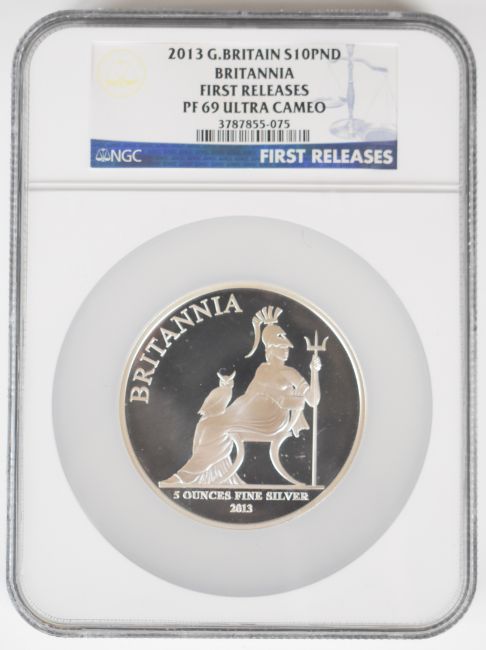 2013 G.BRITAIN S10PND
BRITANNIA
FIRST RELEASES
PF 69 ULTRA CAMEO
3787855-075
NGC
FIRST RELEASES
BRITANNIA
5 OUNCES FINE SILVER
2013